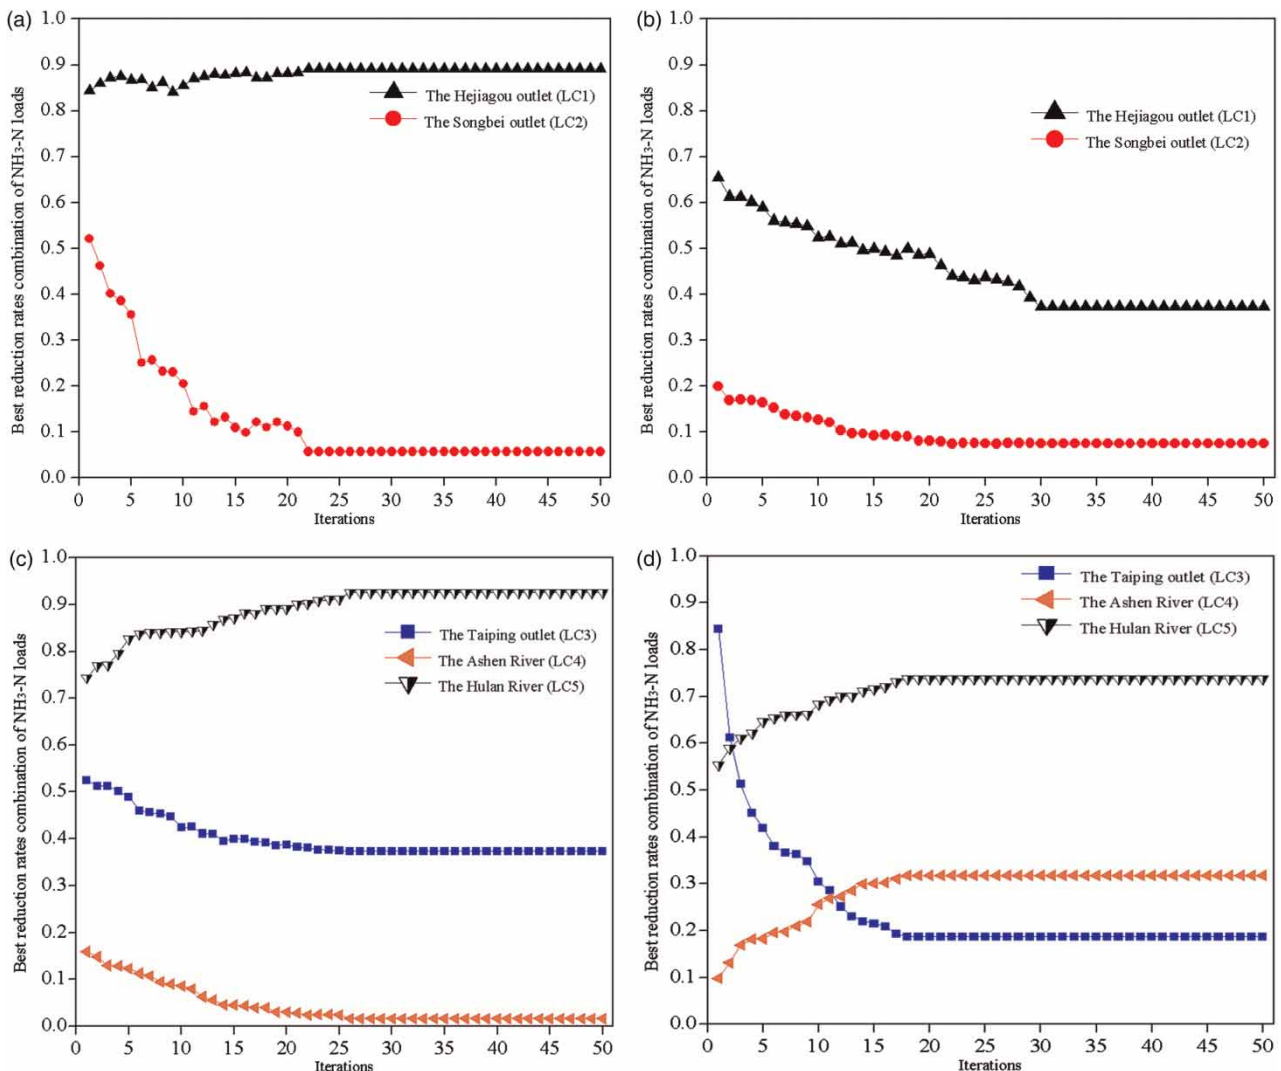 (a)
1.0
0.9
0.8
0.7
0.6
0.5
0.4
0.3
0.2
0.1
0.0
Best reduction rates combination of NH3-N loads
The Hejiagou outlet (LC1)
The Songbei outlet (LC2)
0 5 10 15 20 25 30 35 40 45 50
Iterations
(b)
1.0
0.9
0.8
0.7
0.6
0.5
0.4
0.3
0.2
0.1
0.0
Best reduction rates combination of NH3-N loads
The Hejiagou outlet (LC1)
The Songbei outlet (LC2)
0 5 10 15 20 25 30 35 40 45 50
Iterations
(c)
1.0
0.9
0.8
0.7
0.6
0.5
0.4
0.3
0.2
0.1
0.0
Best reduction rates combination of NH3-N loads
The Taiping outlet (LC3)
The Ashen River (LC4)
The Hulan River (LC5)
0 5 10 15 20 25 30 35 40 45 50
Iterations
(d)
1.0
0.9
0.8
0.7
0.6
0.5
0.4
0.3
0.2
0.1
0.0
Best reduction rates combination of NH3-N loads
The Taiping outlet (LC3)
The Ashen River (LC4)
The Hulan River (LC5)
0 5 10 15 20 25 30 35 40 45 50
Iterations